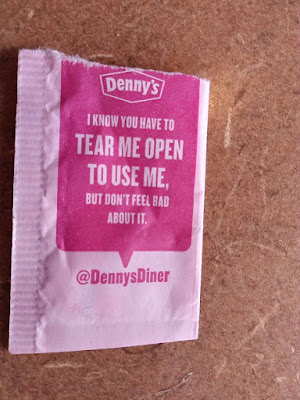 Denny's
I KNOW YOU HAVE TO
TEAR ME OPEN
TO USE ME,
BUT DON'T FEEL BAD
ABOUT IT.
@DennysDiner